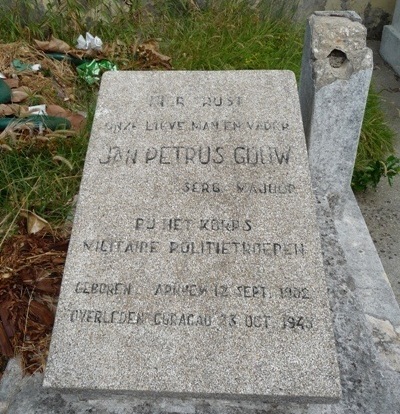 HIER RUST
ONZE LIEVE MAN EN VADER
JAN PETRUS GOUW
SERG. MAJOOR
BIJ HET KORPS
MILITAIRE POLITIETROEPEN
GEBOREN ARNHEM 12 SEPT. 1902
OVERLEDEN CURACAO 23 OCT. 1943